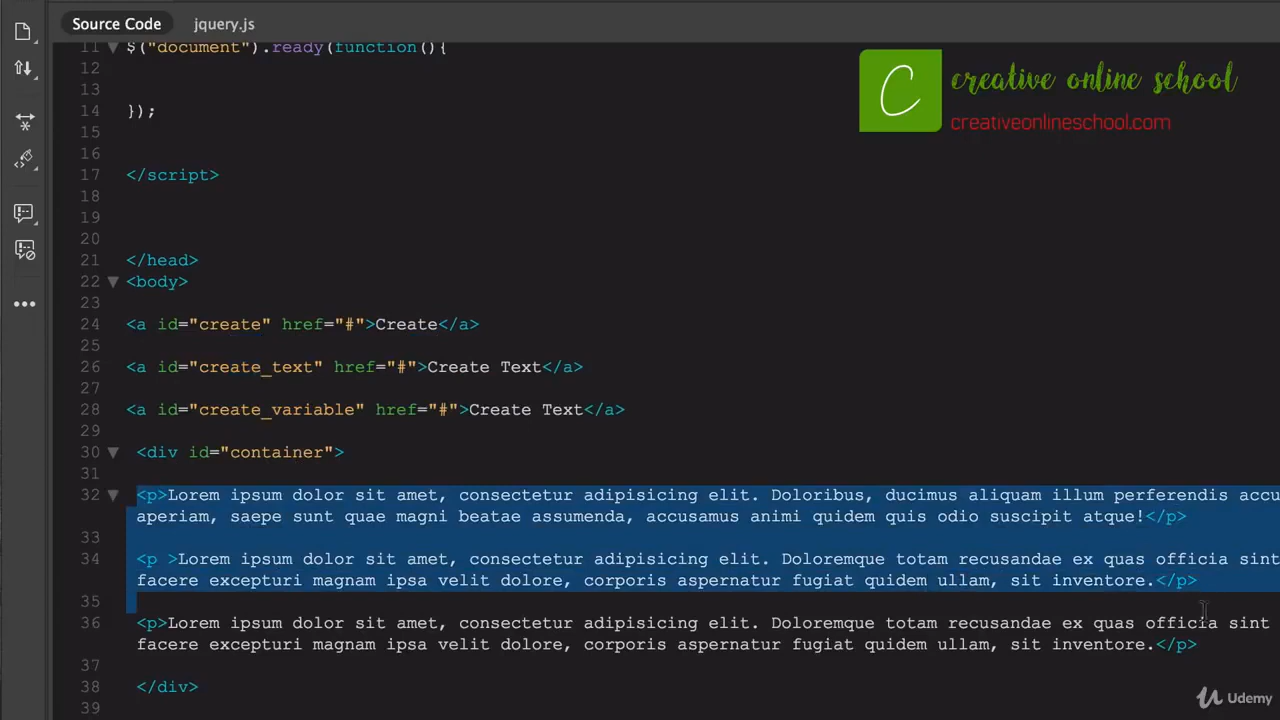 Source Code jquery.js
11 $("document").ready(function(){
creative online school
C
creativeonlineschool.com
12
13
14 });
15
16
17 </script>
18
19
20
21 </head>
22 <body>
23
24 <a id="create" href="#">Create</a>
25
26 <a id="create_text" href="#">Create Text</a>
27
28 <a id="create_variable" href="#">Create Text</a>
29
30 <div id="container">
31
32 <p>Lorem ipsum dolor sit amet, consectetur adipisicing elit. Doloribus, ducimus aliquam illum perferendis accu
aperiam, saepe sunt quae magni beatae assumenda, accusamus animi quidem quis odio suscipit atque!</p>
33
34 <p >Lorem ipsum dolor sit amet, consectetur adipisicing elit. Doloremque totam recusandae ex quas officia sint
facere excepturi magnam ipsa velit dolore, corporis aspernatur fugiat quidem ullam, sit inventore.</p>
35
36 <p>Lorem ipsum dolor sit amet, consectetur adipisicing elit. Doloremque totam recusandae ex quas officia sint
facere excepturi magnam ipsa velit dolore, corporis aspernatur fugiat quidem ullam, sit inventore.</p>
37
38 </div>
39
Udemy